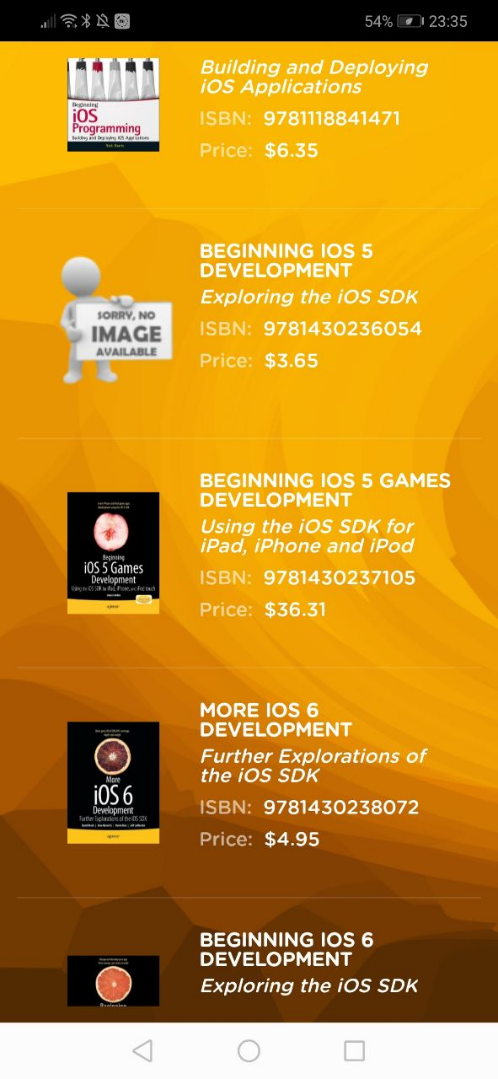 54% 23:35
Beginning
iOS
Programming
Building and Deploying iOS Applications
Building and Deploying
iOS Applications
ISBN: 9781118841471
Price: $6.35
SORRY, NO
IMAGE
AVAILABLE
BEGINNING IOS 5
DEVELOPMENT
Exploring the iOS SDK
ISBN: 9781430236054
Price: $3.65
Beginning
iOS 5 Games
Development
Using the iOS SDK for iPad, iPhone, and iPod touch
BEGINNING IOS 5 GAMES
DEVELOPMENT
Using the iOS SDK for
iPad, iPhone and iPod
ISBN: 9781430237105
Price: $36.31
More
iOS 6
Development
Further Explorations of the iOS SDK
MORE IOS 6
DEVELOPMENT
Further Explorations of
the iOS SDK
ISBN: 9781430238072
Price: $4.95
Beginning
BEGINNING IOS 6
DEVELOPMENT
Exploring the iOS SDK